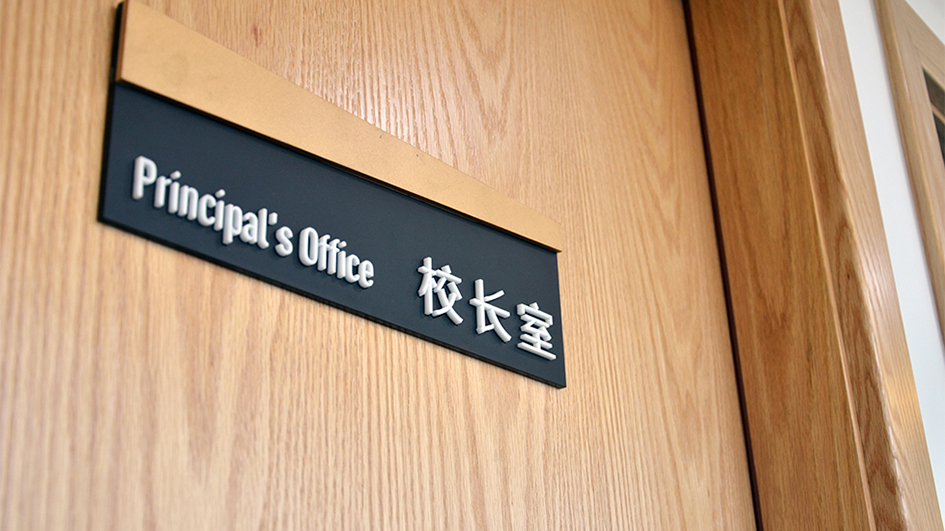 Principal's Office 校长室